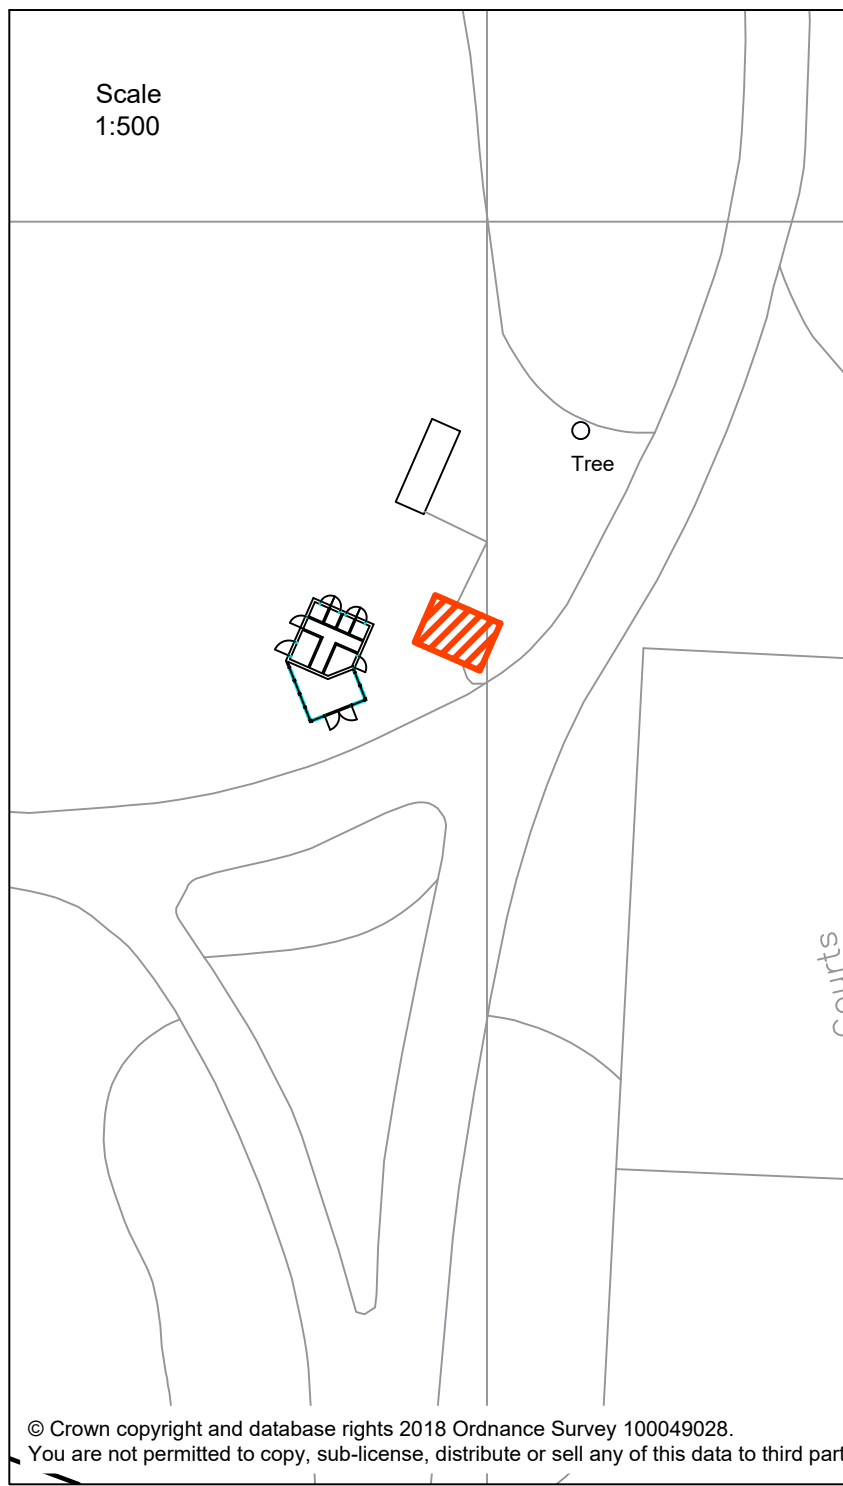 Scale
1:500
Tree
Courts
© Crown copyright and database rights 2018 Ordnance Survey 100049028.
You are not permitted to copy, sub-license, distribute or sell any of this data to third